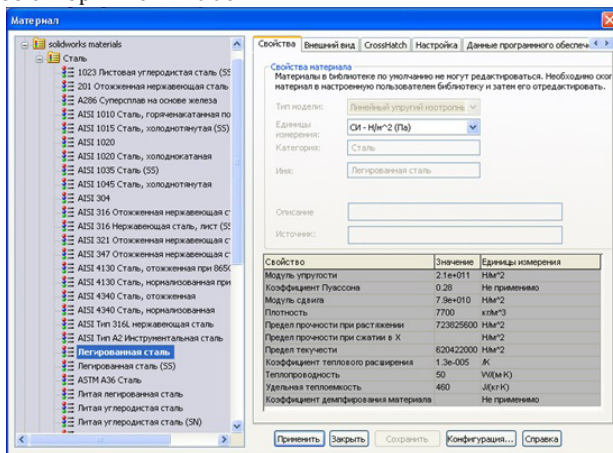 Материал
solidworks materials
Сталь
1023 Листовая углеродистая сталь (SS
201 Отожженная нержавеющая сталь
A286 Суперсплав на основе железа
AISI 1010 Сталь, горяченакатанная по
AISI 1015 Сталь, холоднотянутая (SS)
AISI 1020
AISI 1020 Сталь, холоднокатаная
AISI 1035 Сталь (SS)
AISI 1045 Сталь, холоднотянутая
AISI 304
AISI 316 Отожженная нержавеющая с
AISI 316 Нержавеющая сталь, лист (SS
AISI 321 Отожженная нержавеющая с
AISI 347 Отожженная нержавеющая с
AISI 4130 Сталь, отожженная при 865
AISI 4130 Сталь, нормализованная при
AISI 4340 Сталь, отожженная
AISI 4340 Сталь, нормализованная
AISI Тип 316L нержавеющая сталь
AISI Тип A2 Инструментальная сталь
Легированная сталь
Легированная сталь (SS)
ASTM A36 Сталь
Литая легированная сталь
Литая углеродистая сталь
Литая углеродистая сталь (SN)
Свойства Внешний вид CrossHatch Настройка Данные программного обеспеч
Свойства материала
Материалы в библиотеке по умолчанию не могут редактироваться. Необходимо ског
материал в настроенную пользователем библиотеку и затем его отредактировать.
Тип модели: Линейный упругий изотропнь
Единицы измерения: СИ - Н/м^2 (Па)
Категория: Сталь
Имя: Легированная сталь
Описание
Источник:
Свойство Значение Единицы измерения
Модуль упругости 2.1e+011 Н/м^2
Коэффициент Пуассона 0.28 Не применимо
Модуль сдвига 7.9e+010 Н/м^2
Плотность 7700 кг/м^3
Предел прочности при растяжении 723825600 Н/м^2
Предел прочности при сжатии в X Н/м^2
Предел текучести 620422000 Н/м^2
Коэффициент теплового расширения 1.3e-005 /K
Теплопроводность 50 W/(м·K)
Удельная теплоемкость 460 J/(кг·K)
Коэффициент демпфирования материала Не применимо
Применить Закрыть Сохранить Конфигурация... Справка